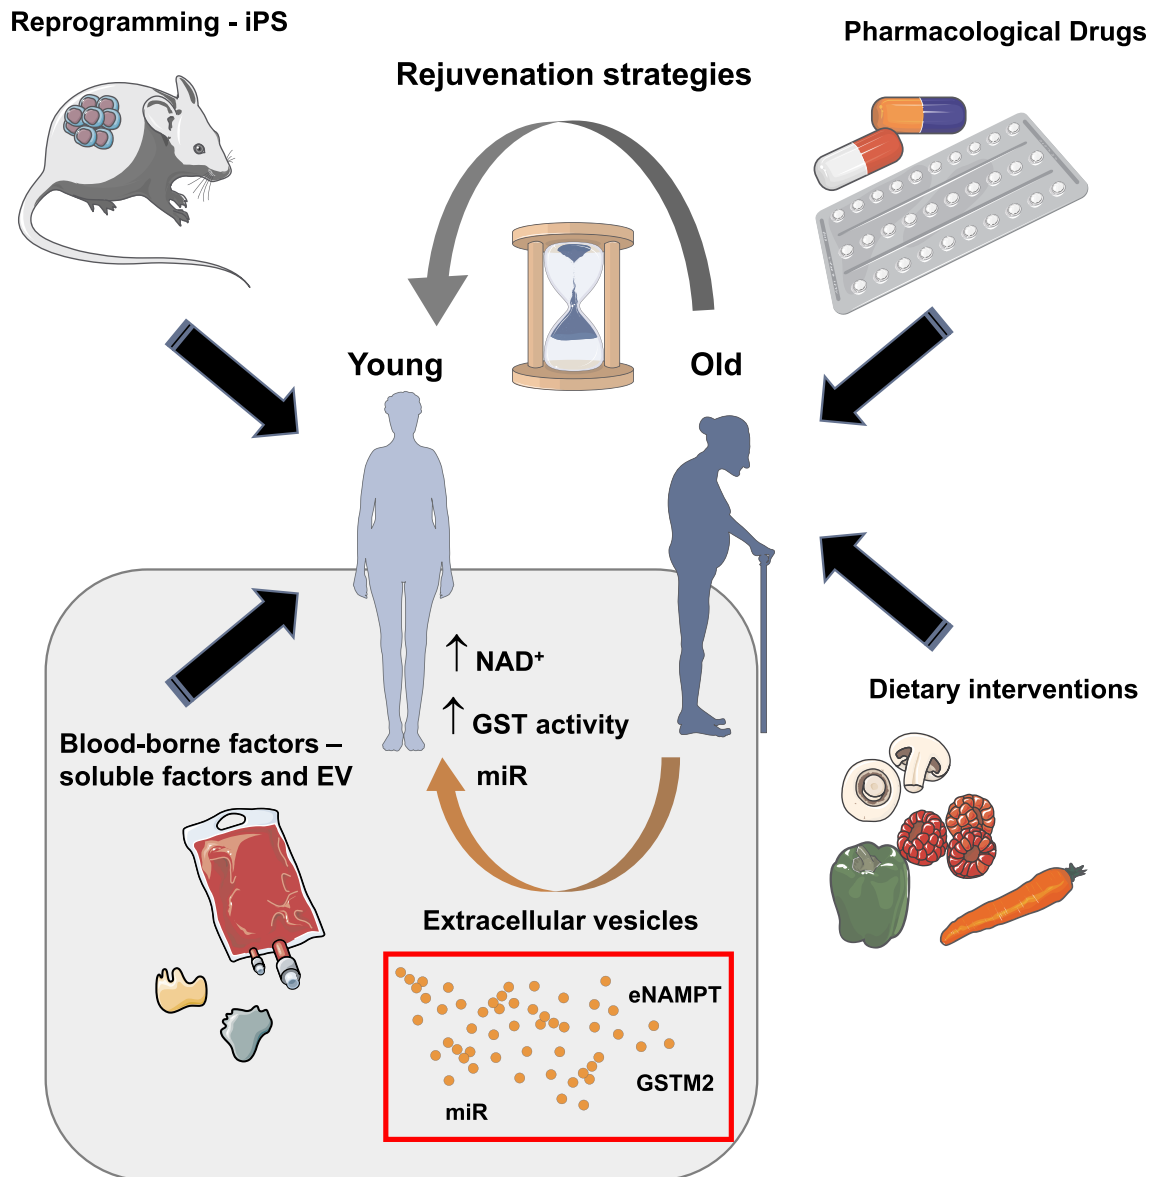 Reprogramming - iPS
Pharmacological Drugs
Rejuvenation strategies
Young
Old
↑ NAD⁺
↑ GST activity
miR
Blood-borne factors –
soluble factors and EV
Dietary interventions
Extracellular vesicles
eNAMPT
GSTM2
miR